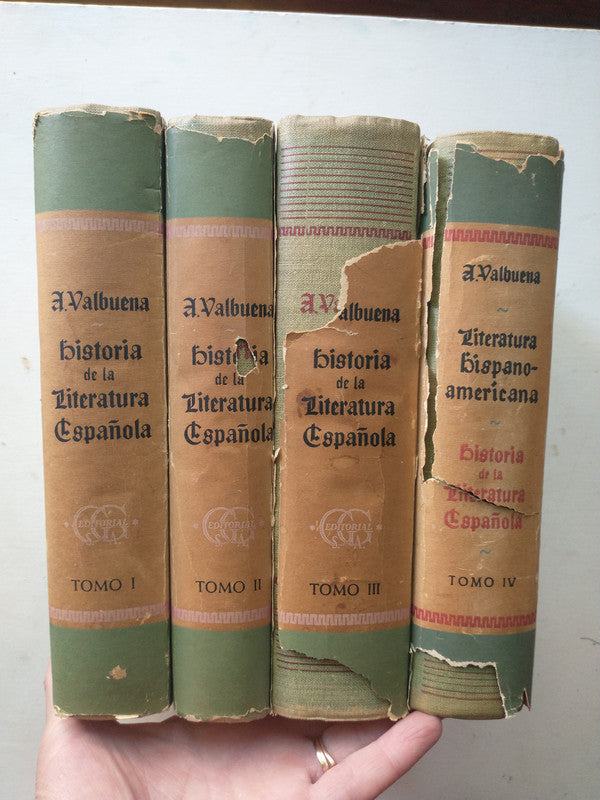 A. Valbuena
Historia
de la
Literatura
Española
EDITORIAL
TOMO I
A. Valbuena
Historia
de la
Literatura
Española
EDITORIAL
TOMO II
A. Valbuena
Historia
de la
Literatura
Española
EDITORIAL
TOMO III
A. Valbuena
Literatura
Hispano-
americana
Historia
de la
Literatura
Española
TOMO IV